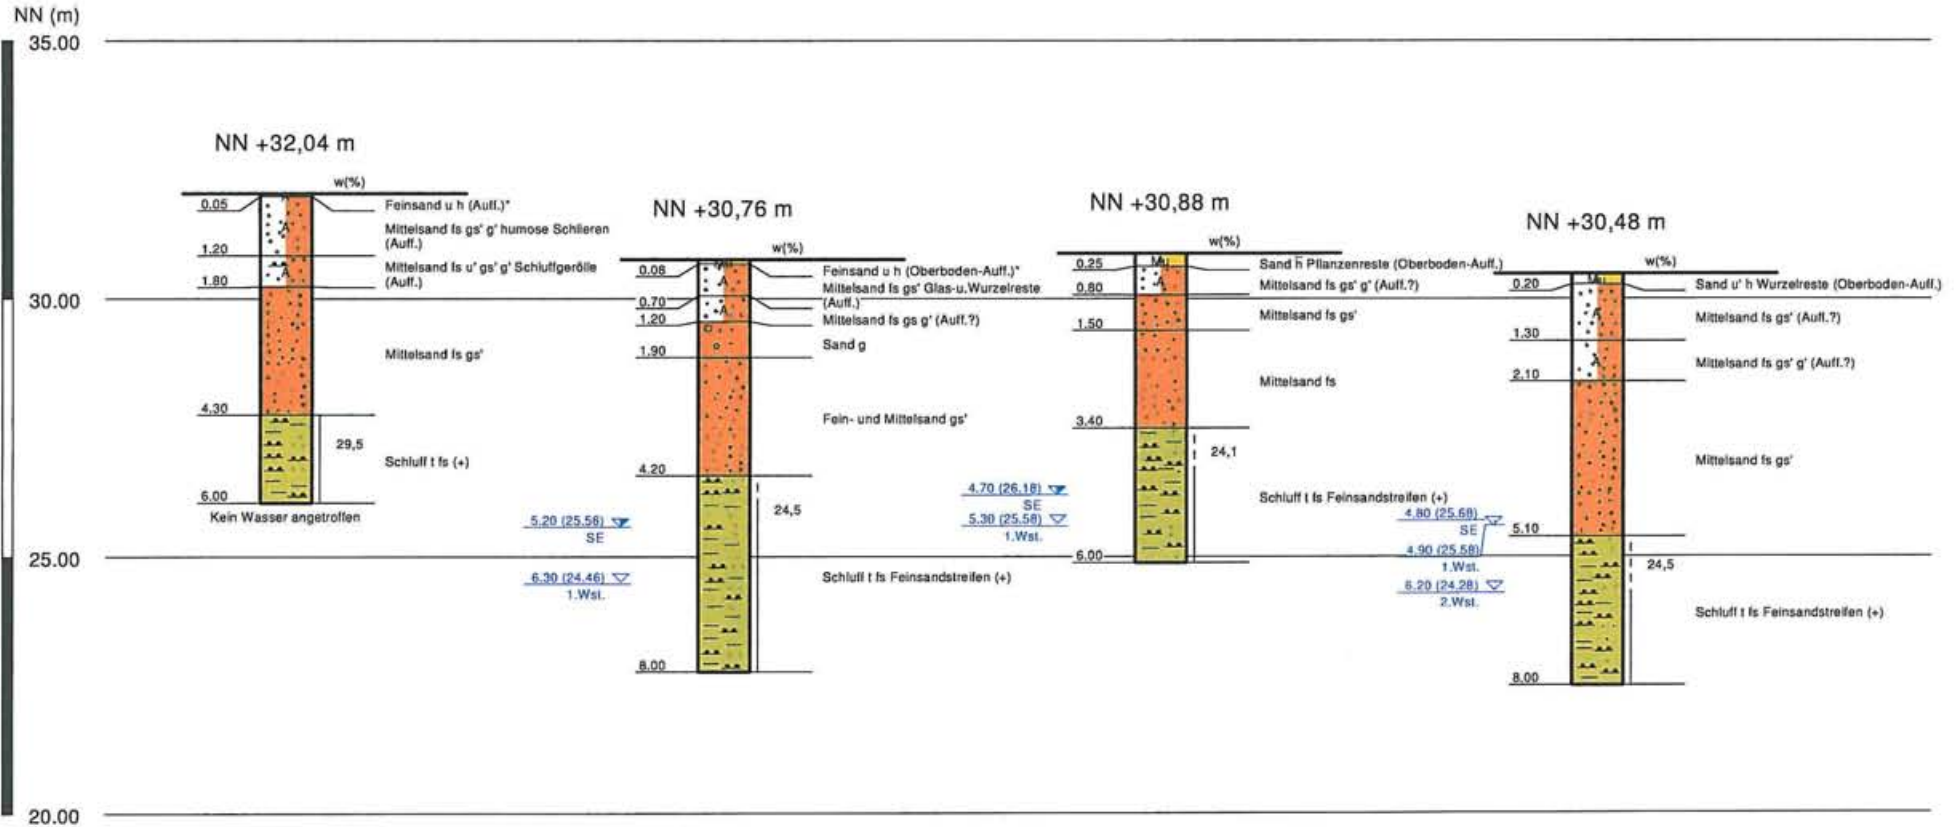 NN (m)
35.00
30.00
25.00
20.00
NN +32,04 m
w(%)
0.05
Feinsand u h (Auff.)*
Mittelsand fs gs' g' humose Schlieren
(Auff.)
1.20
Mittelsand fs u' gs' g' Schluffgerölle
(Auff.)
1.80
Mittelsand fs gs'
4.30
29,5
Schluff t fs (+)
6.00
Kein Wasser angetroffen
NN +30,76 m
w(%)
0.08
Feinsand u h (Oberboden-Auff.)*
Mittelsand fs gs' Glas-u.Wurzelreste
(Auff.)
0.70
1.20
Mittelsand fs gs g' (Auff.?)
Sand g
1.90
Fein- und Mittelsand gs'
4.20
24,5
5.20 (25.56)
SE
6.30 (24.46)
1.Wst.
Schluff t fs Feinsandstreifen (+)
8.00
NN +30,88 m
w(%)
Mu
0.25
Sand h̄ Pflanzenreste (Oberboden-Auff.)
0.80
Mittelsand fs gs' g' (Auff.?)
Mittelsand fs gs'
1.50
Mittelsand fs
3.40
24,1
4.70 (26.18)
SE
5.30 (25.58)
1.Wst.
Schluff t fs Feinsandstreifen (+)
6.00
NN +30,48 m
w(%)
Mu
0.20
Sand u' h Wurzelreste (Oberboden-Auff.)
Mittelsand fs gs' (Auff.?)
1.30
Mittelsand fs gs' g' (Auff.?)
2.10
Mittelsand fs gs'
4.80 (25.68)
SE
5.10
4.90 (25.58)
1.Wst.
24,5
6.20 (24.28)
2.Wst.
Schluff t fs Feinsandstreifen (+)
8.00